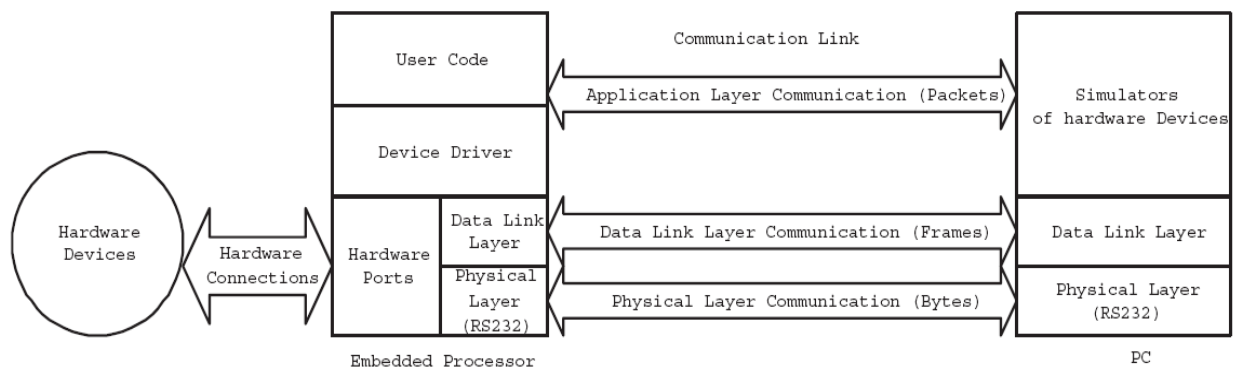 User Code
Communication Link
Application Layer Communication (Packets)
Simulators
of hardware Devices
Device Driver
Hardware
Devices
Hardware
Connections
Hardware
Ports
Data Link
Layer
Data Link Layer Communication (Frames)
Data Link Layer
Physical
Layer
(RS232)
Physical Layer Communication (Bytes)
Physical Layer
(RS232)
Embedded Processor
PC